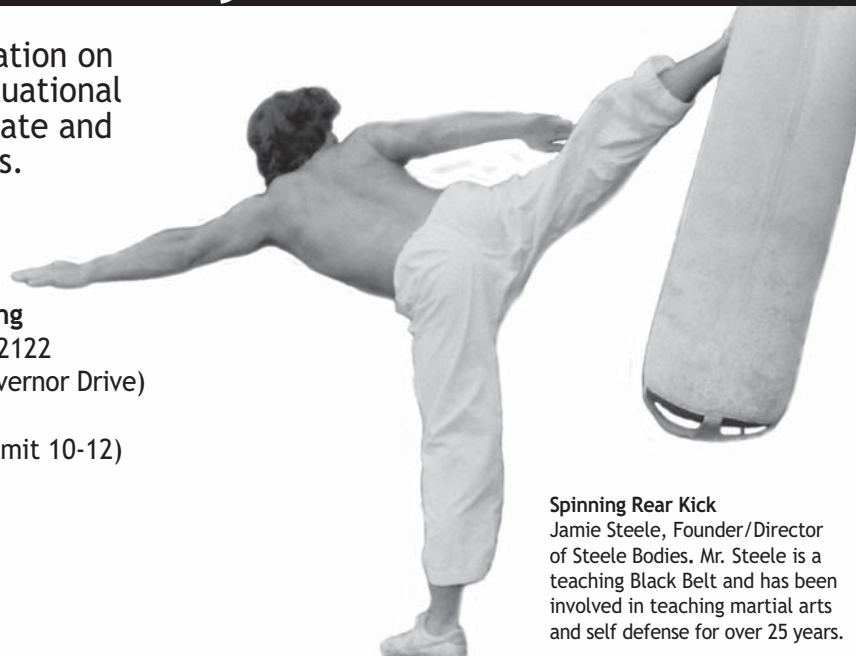 ation on
uational
ate and
s.
ng
2122
vernor Drive)
mit 10-12)
Spinning Rear Kick
Jamie Steele, Founder/Director
of Steele Bodies. Mr. Steele is a
teaching Black Belt and has been
involved in teaching martial arts
and self defense for over 25 years.